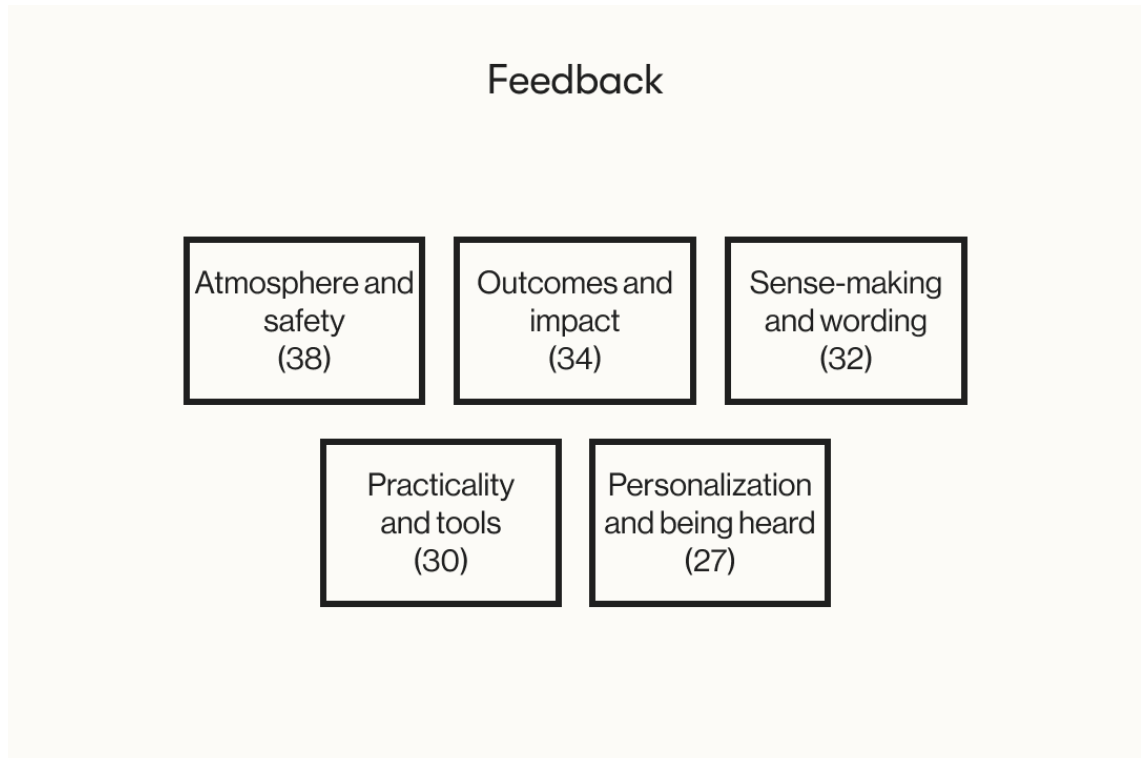 Feedback
Atmosphere and
safety
(38)
Outcomes and
impact
(34)
Sense-making
and wording
(32)
Practicality
and tools
(30)
Personalization
and being heard
(27)